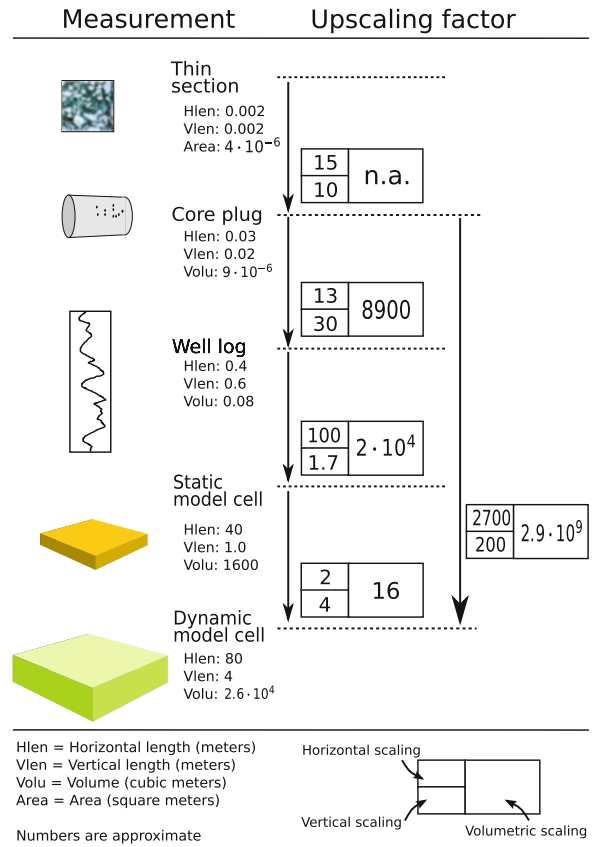 Measurement
Upscaling factor
Thin
section
Hlen: 0.002
Vlen: 0.002
Area: 4·10⁻⁶
15
10
n.a.
Core plug
Hlen: 0.03
Vlen: 0.02
Volu: 9·10⁻⁶
13
30
8900
Well log
Hlen: 0.4
Vlen: 0.6
Volu: 0.08
100
1.7
2·10⁴
Static
model cell
Hlen: 40
Vlen: 1.0
Volu: 1600
2700
200
2.9·10⁹
2
4
16
Dynamic
model cell
Hlen: 80
Vlen: 4
Volu: 2.6·10⁴
Hlen = Horizontal length (meters)
Vlen = Vertical length (meters)
Volu = Volume (cubic meters)
Area = Area (square meters)
Numbers are approximate
Horizontal scaling
Vertical scaling
Volumetric scaling